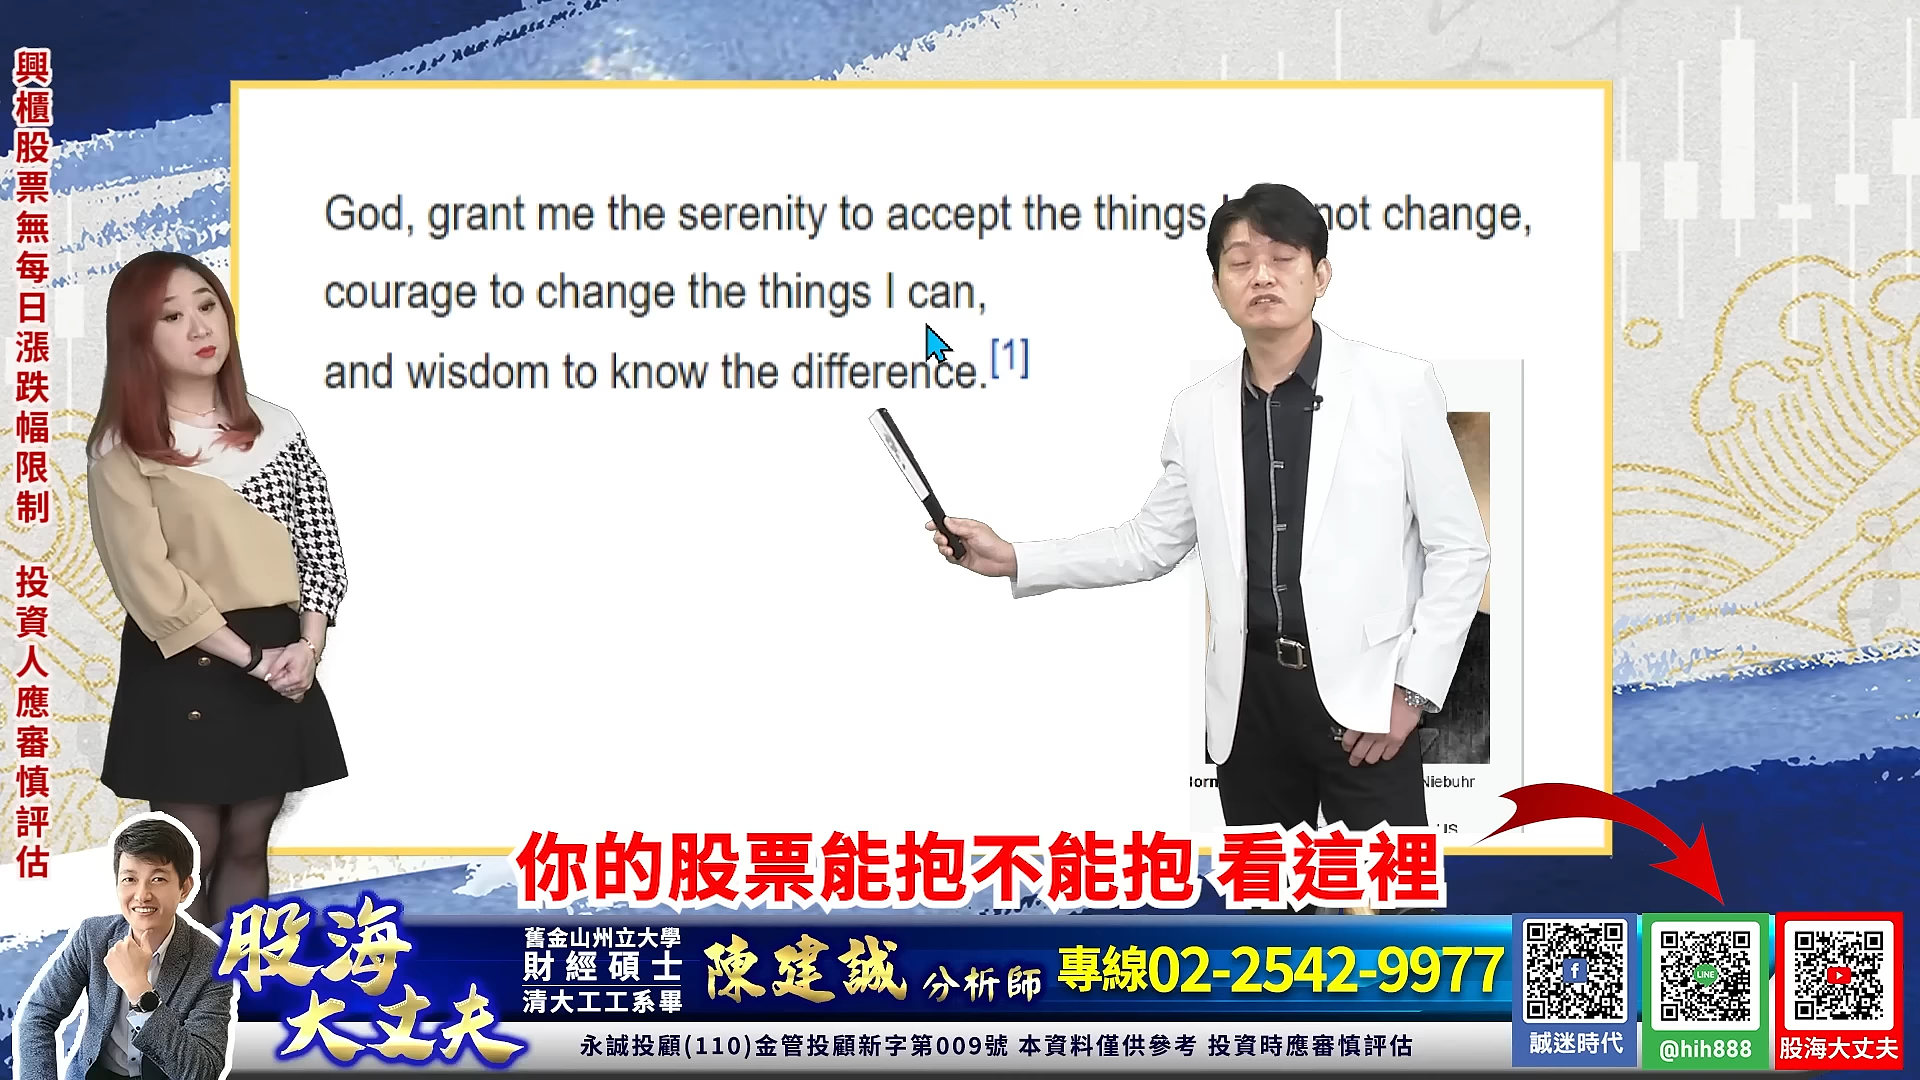 興櫃股票無每日漲跌幅限制 投資人應審慎評估
God, grant me the serenity to accept the things not change,
courage to change the things I can,
and wisdom to know the difference.[1]
Born
Niebuhr
us
你的股票能抱不能抱 看這裡
股海
大丈夫
舊金山州立大學
財經碩士
清大工工系畢
陳建誠 分析師
專線02-2542-9977
永誠投顧(110)金管投顧新字第009號 本資料僅供參考 投資時應審慎評估
誠迷時代
LINE
@hih888
股海大丈夫